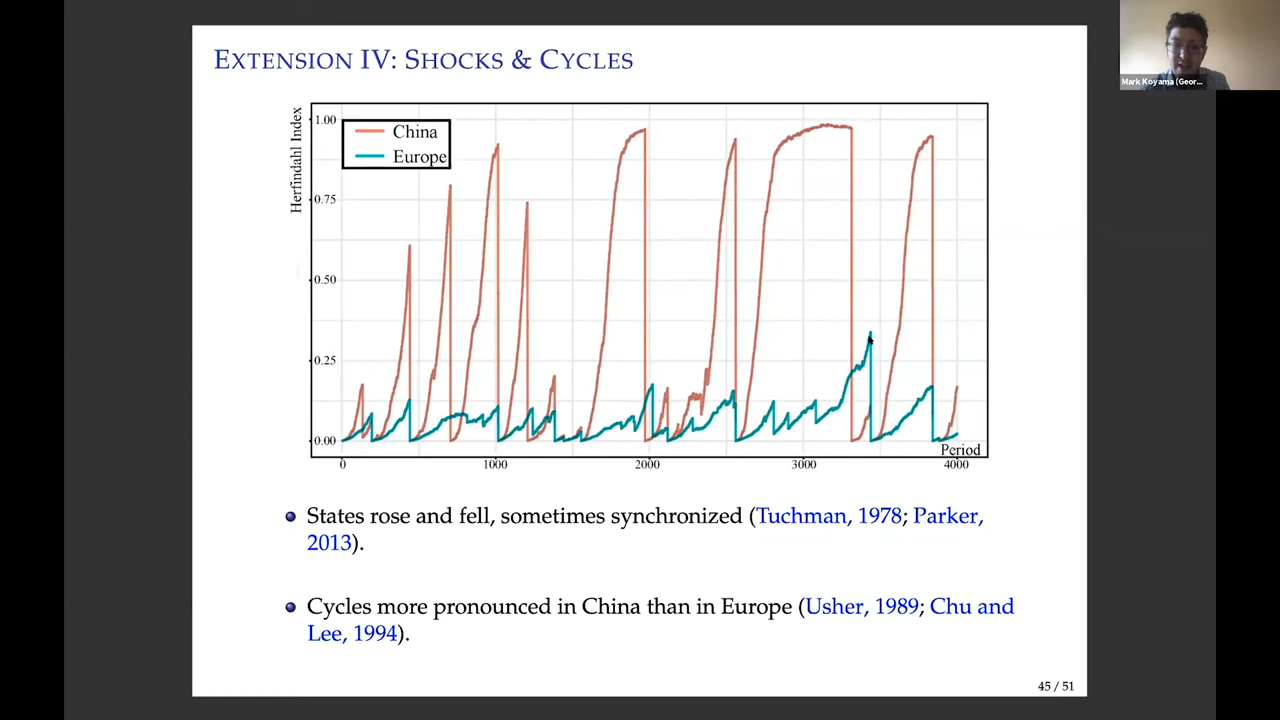 EXTENSION IV: SHOCKS & CYCLES
Mark Koyama (Geor...
Herfindahl Index
1.00
0.75
0.50
0.25
0.00
China
Europe
0
1000
2000
3000
4000
Period
States rose and fell, sometimes synchronized (Tuchman, 1978; Parker,
2013).
Cycles more pronounced in China than in Europe (Usher, 1989; Chu and
Lee, 1994).
45 / 51